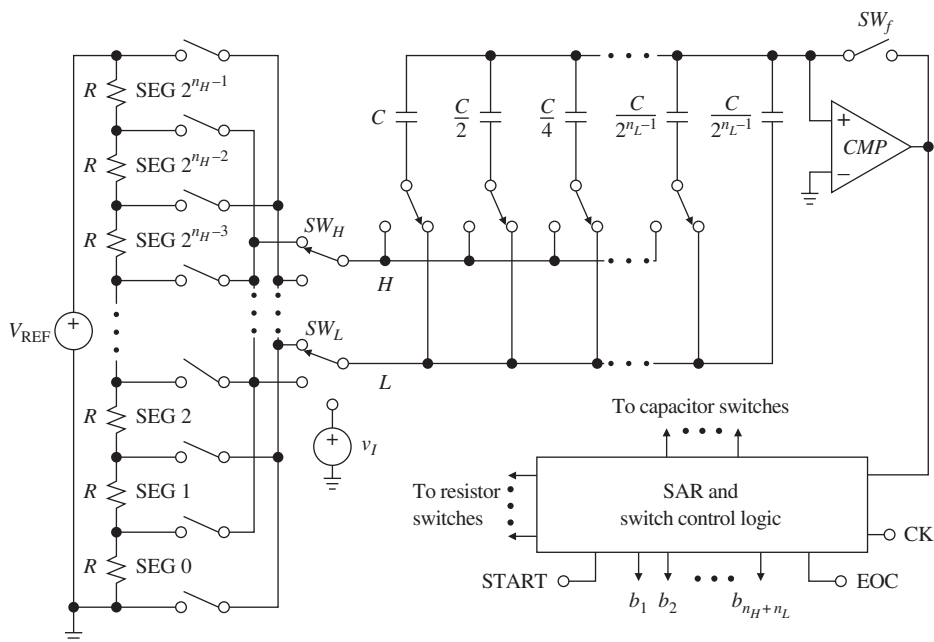 SW_f
R SEG 2^{n_H-1}
C
C/2
C/4
C/2^{n_L-1}
C/2^{n_L-1}
+
CMP
−
R SEG 2^{n_H-2}
R SEG 2^{n_H-3}
SW_H
H
V_REF
+
SW_L
L
R SEG 2
+
v_I
R SEG 1
R SEG 0
To capacitor switches
To resistor
switches
SAR and
switch control logic
CK
START
EOC
b_1 b_2 b_{n_H+n_L}